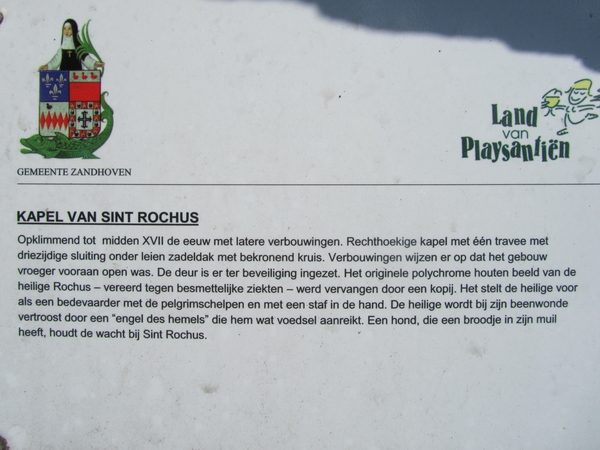 Land
van
Playsantiën
GEMEENTE ZANDHOVEN
KAPEL VAN SINT ROCHUS
Opklimmend tot midden XVII de eeuw met latere verbouwingen. Rechthoekige kapel met één travee met
driezijdige sluiting onder leien zadeldak met bekronend kruis. Verbouwingen wijzen er op dat het gebouw
vroeger vooraan open was. De deur is er ter beveiliging ingezet. Het originele polychrome houten beeld van de
heilige Rochus – vereerd tegen besmettelijke ziekten – werd vervangen door een kopij. Het stelt de heilige voor
als een bedevaarder met de pelgrimschelpen en met een staf in de hand. De heilige wordt bij zijn beenwonde
vertroost door een "engel des hemels" die hem wat voedsel aanreikt. Een hond, die een broodje in zijn muil
heeft, houdt de wacht bij Sint Rochus.